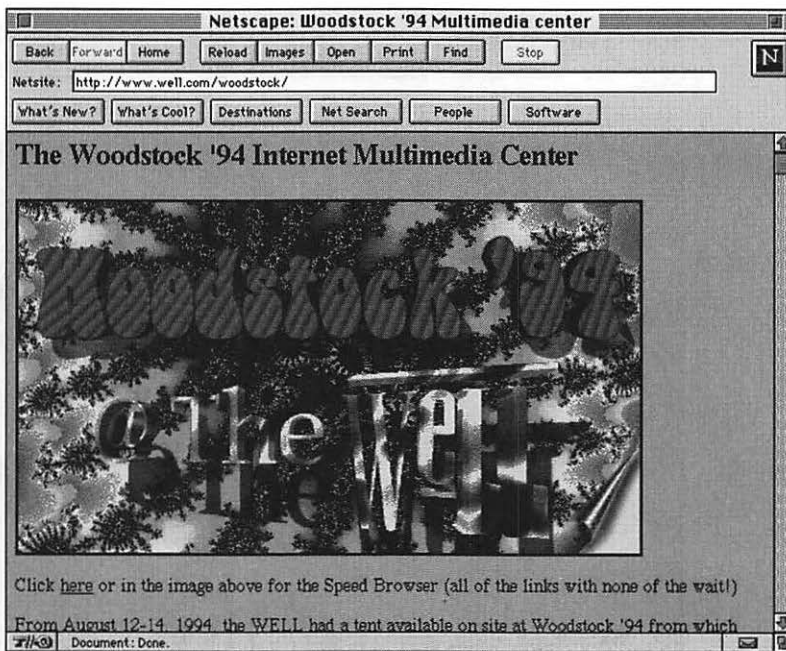 Netscape: Woodstock '94 Multimedia center
Back Forward Home Reload Images Open Print Find Stop
N
Netsite: http://www.well.com/woodstock/
What's New? What's Cool? Destinations Net Search People Software
The Woodstock '94 Internet Multimedia Center
Woodstock '94
@ The Well
Click here or in the image above for the Speed Browser (all of the links with none of the wait!)
From August 12-14, 1994, the WELL had a tent available on site at Woodstock '94 from which
Document: Done.